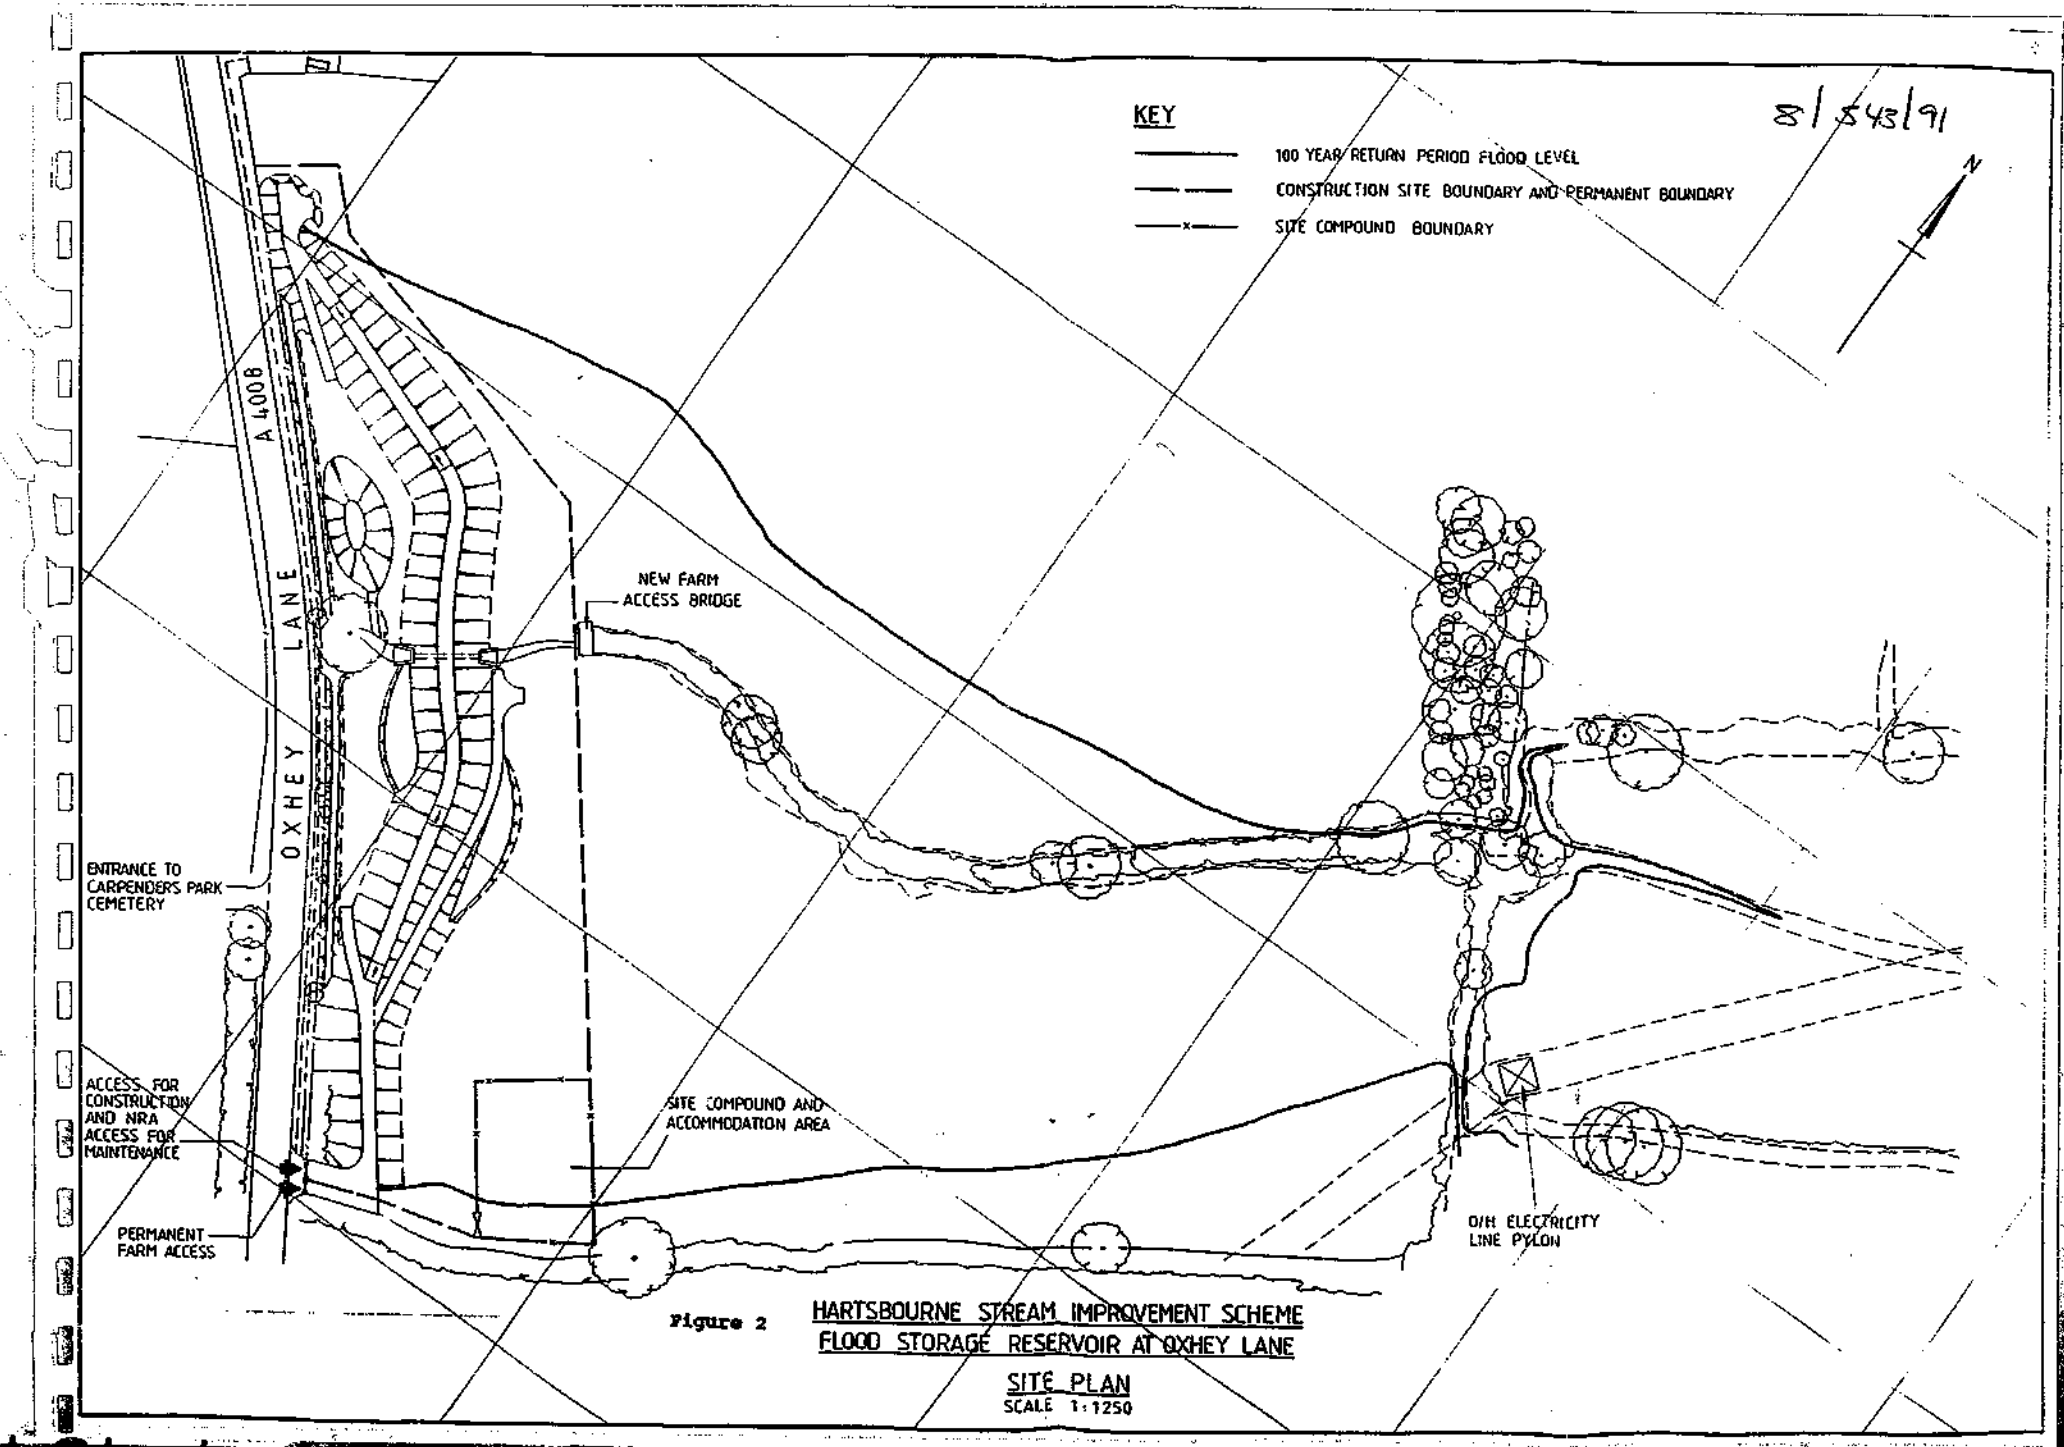 8/543/91
KEY
100 YEAR RETURN PERIOD FLOOD LEVEL
CONSTRUCTION SITE BOUNDARY AND PERMANENT BOUNDARY
SITE COMPOUND BOUNDARY
N
A 4008
OXHEY LANE
NEW FARM
ACCESS BRIDGE
ENTRANCE TO
CARPENDERS PARK
CEMETERY
ACCESS FOR
CONSTRUCTION
AND NRA
ACCESS FOR
MAINTENANCE
SITE COMPOUND AND
ACCOMMODATION AREA
PERMANENT
FARM ACCESS
O/H ELECTRICITY
LINE PYLON
Figure 2
HARTSBOURNE STREAM IMPROVEMENT SCHEME
FLOOD STORAGE RESERVOIR AT OXHEY LANE
SITE PLAN
SCALE 1:1250